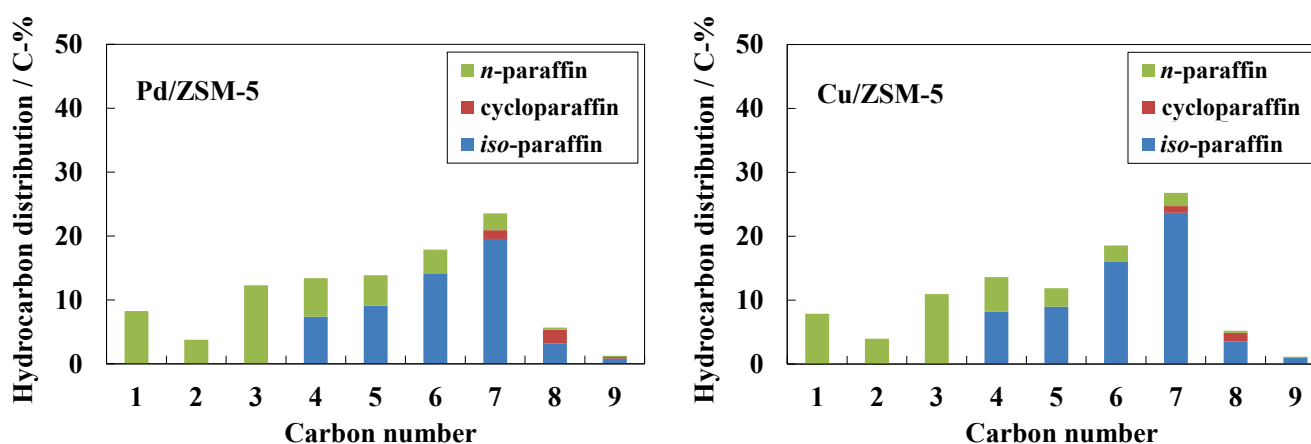 Hydrocarbon distribution / C-%
50
40
30
20
10
0
Pd/ZSM-5
n-paraffin
cycloparaffin
iso-paraffin
1 2 3 4 5 6 7 8 9
Carbon number
Hydrocarbon distribution / C-%
50
40
30
20
10
0
Cu/ZSM-5
n-paraffin
cycloparaffin
iso-paraffin
1 2 3 4 5 6 7 8 9
Carbon number